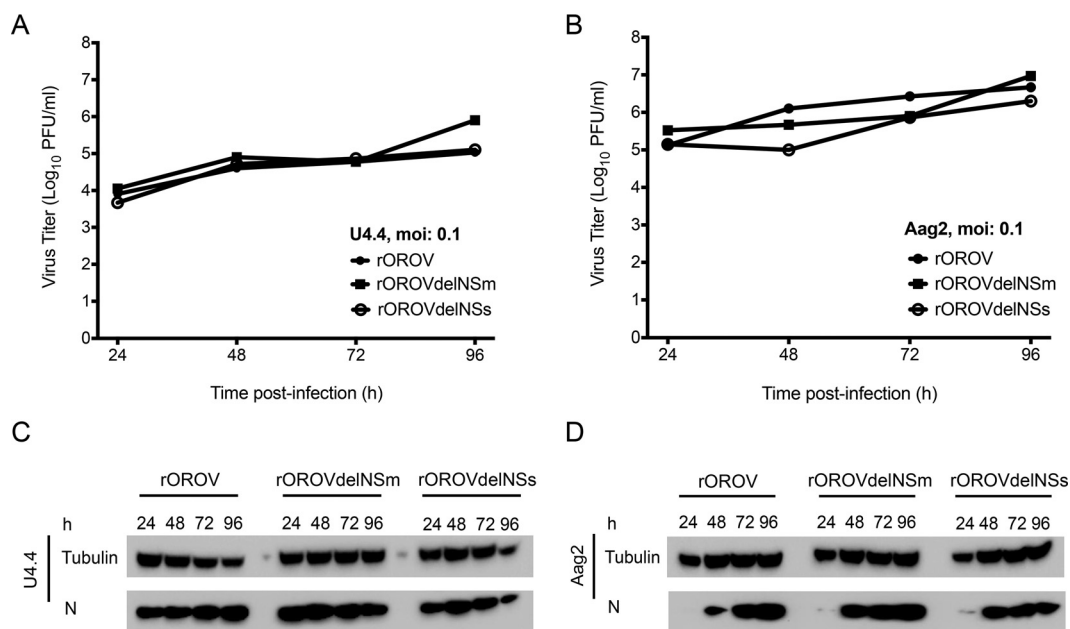 A
Virus Titer (Log10 PFU/ml)
8
7
6
5
4
3
2
1
0
24 48 72 96
Time post-infection (h)
U4.4, moi: 0.1
rOROV
rOROVdelNSm
rOROVdelNSs
B
Virus Titer (Log10 PFU/ml)
8
7
6
5
4
3
2
1
0
24 48 72 96
Time post-infection (h)
Aag2, moi: 0.1
rOROV
rOROVdelNSm
rOROVdelNSs
C
rOROV rOROVdelNSm rOROVdelNSs
h 24 48 72 96 24 48 72 96 24 48 72 96
U4.4
Tubulin
N
D
rOROV rOROVdelNSm rOROVdelNSs
h 24 48 72 96 24 48 72 96 24 48 72 96
Aag2
Tubulin
N